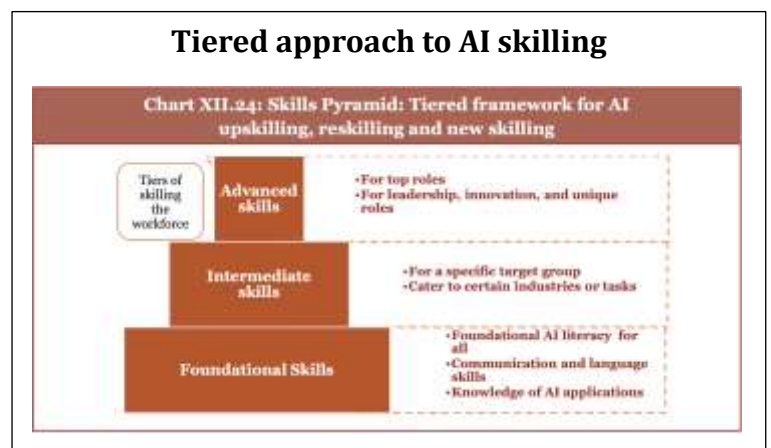 Tiered approach to AI skilling
Chart XII.24: Skills Pyramid: Tiered framework for AI
upskilling, reskilling and new skilling
Tiers of
skilling
the
workforce
Advanced
skills
•For top roles
•For leadership, innovation, and unique
roles
Intermediate
skills
•For a specific target group
•Cater to certain industries or tasks
Foundational Skills
•Foundational AI literacy for
all
•Communication and language
skills
•Knowledge of AI applications